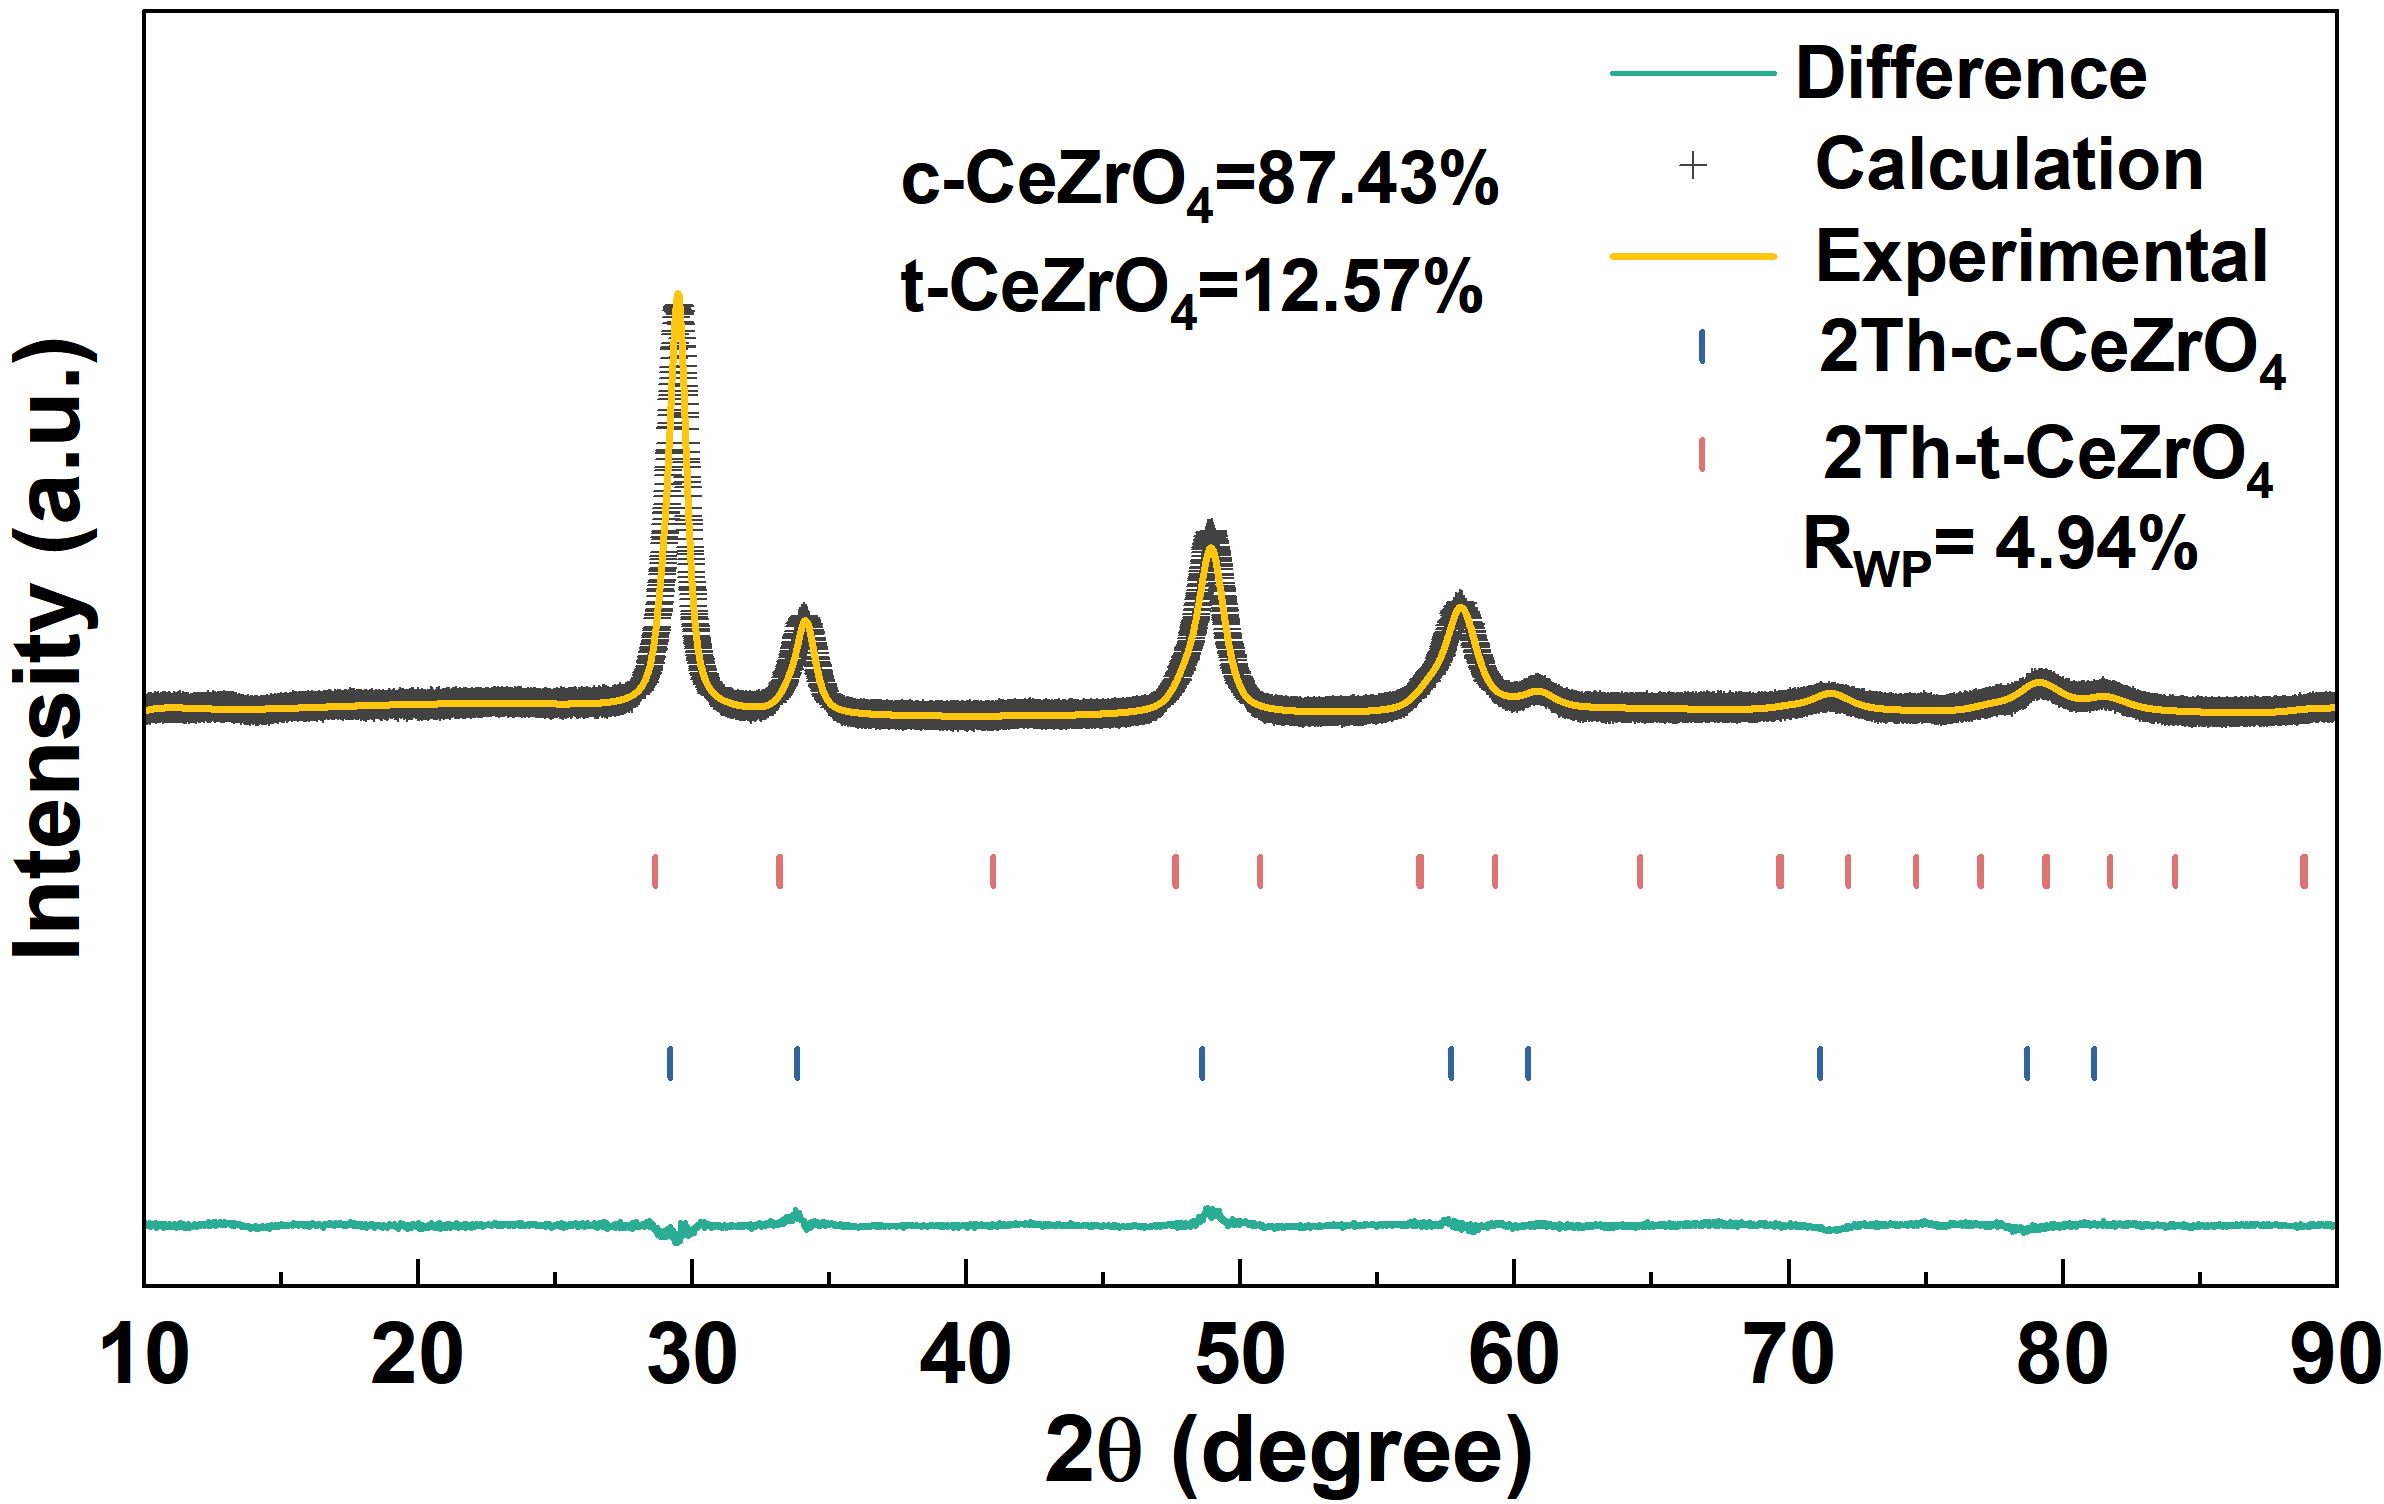 Difference
Calculation
Experimental
2Th-c-CeZrO₄
2Th-t-CeZrO₄
R_WP= 4.94%
c-CeZrO₄=87.43%
t-CeZrO₄=12.57%
Intensity (a.u.)
10 20 30 40 50 60 70 80 90
2θ (degree)